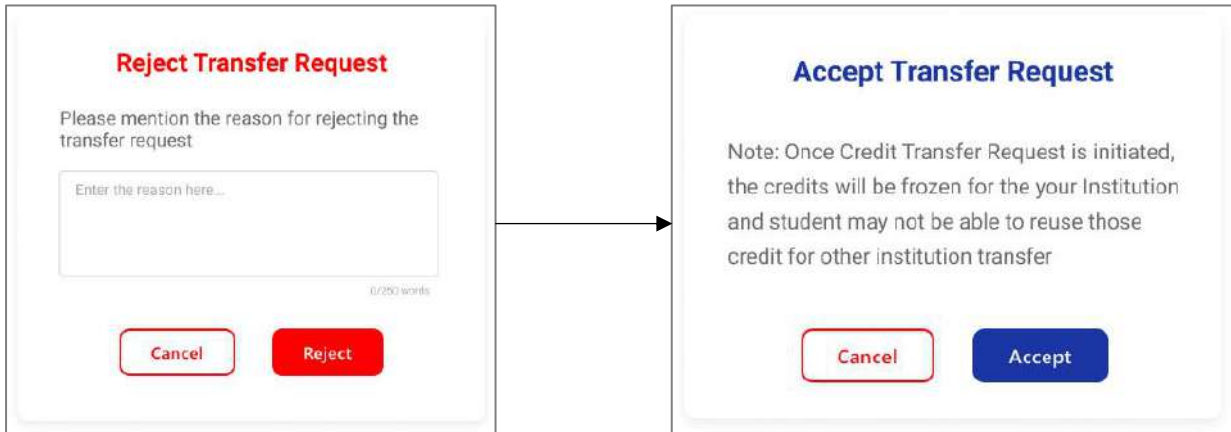 Reject Transfer Request
Please mention the reason for rejecting the
transfer request
Enter the reason here...
0/250 words
Cancel
Reject
Accept Transfer Request
Note: Once Credit Transfer Request is initiated,
the credits will be frozen for the your Institution
and student may not be able to reuse those
credit for other institution transfer
Cancel
Accept